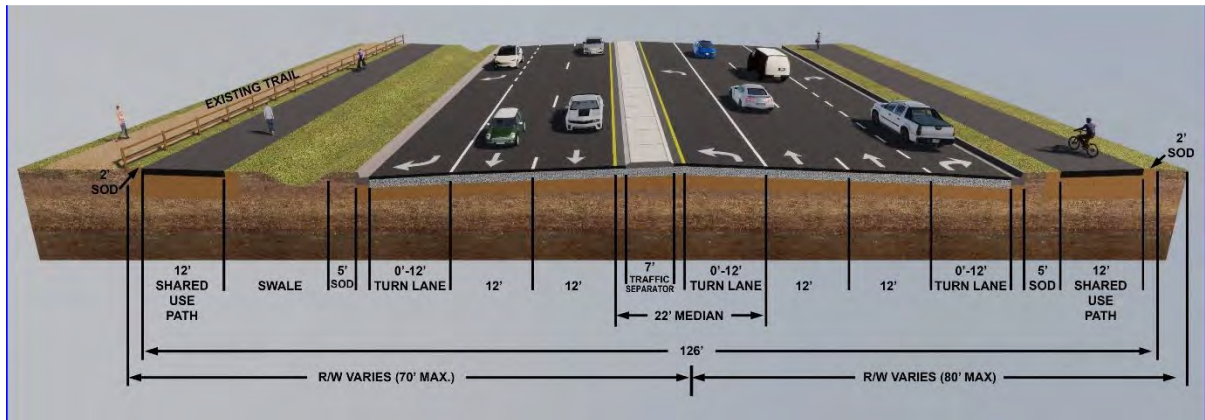 EXISTING TRAIL
2'
SOD
2'
SOD
12'
SHARED
USE
PATH
SWALE
5'
SOD
0'-12'
TURN LANE
12'
12'
7'
TRAFFIC
SEPARATOR
0'-12'
TURN LANE
12'
12'
0'-12'
TURN LANE
5'
SOD
12'
SHARED
USE
PATH
22' MEDIAN
126'
R/W VARIES (70' MAX.)
R/W VARIES (80' MAX)